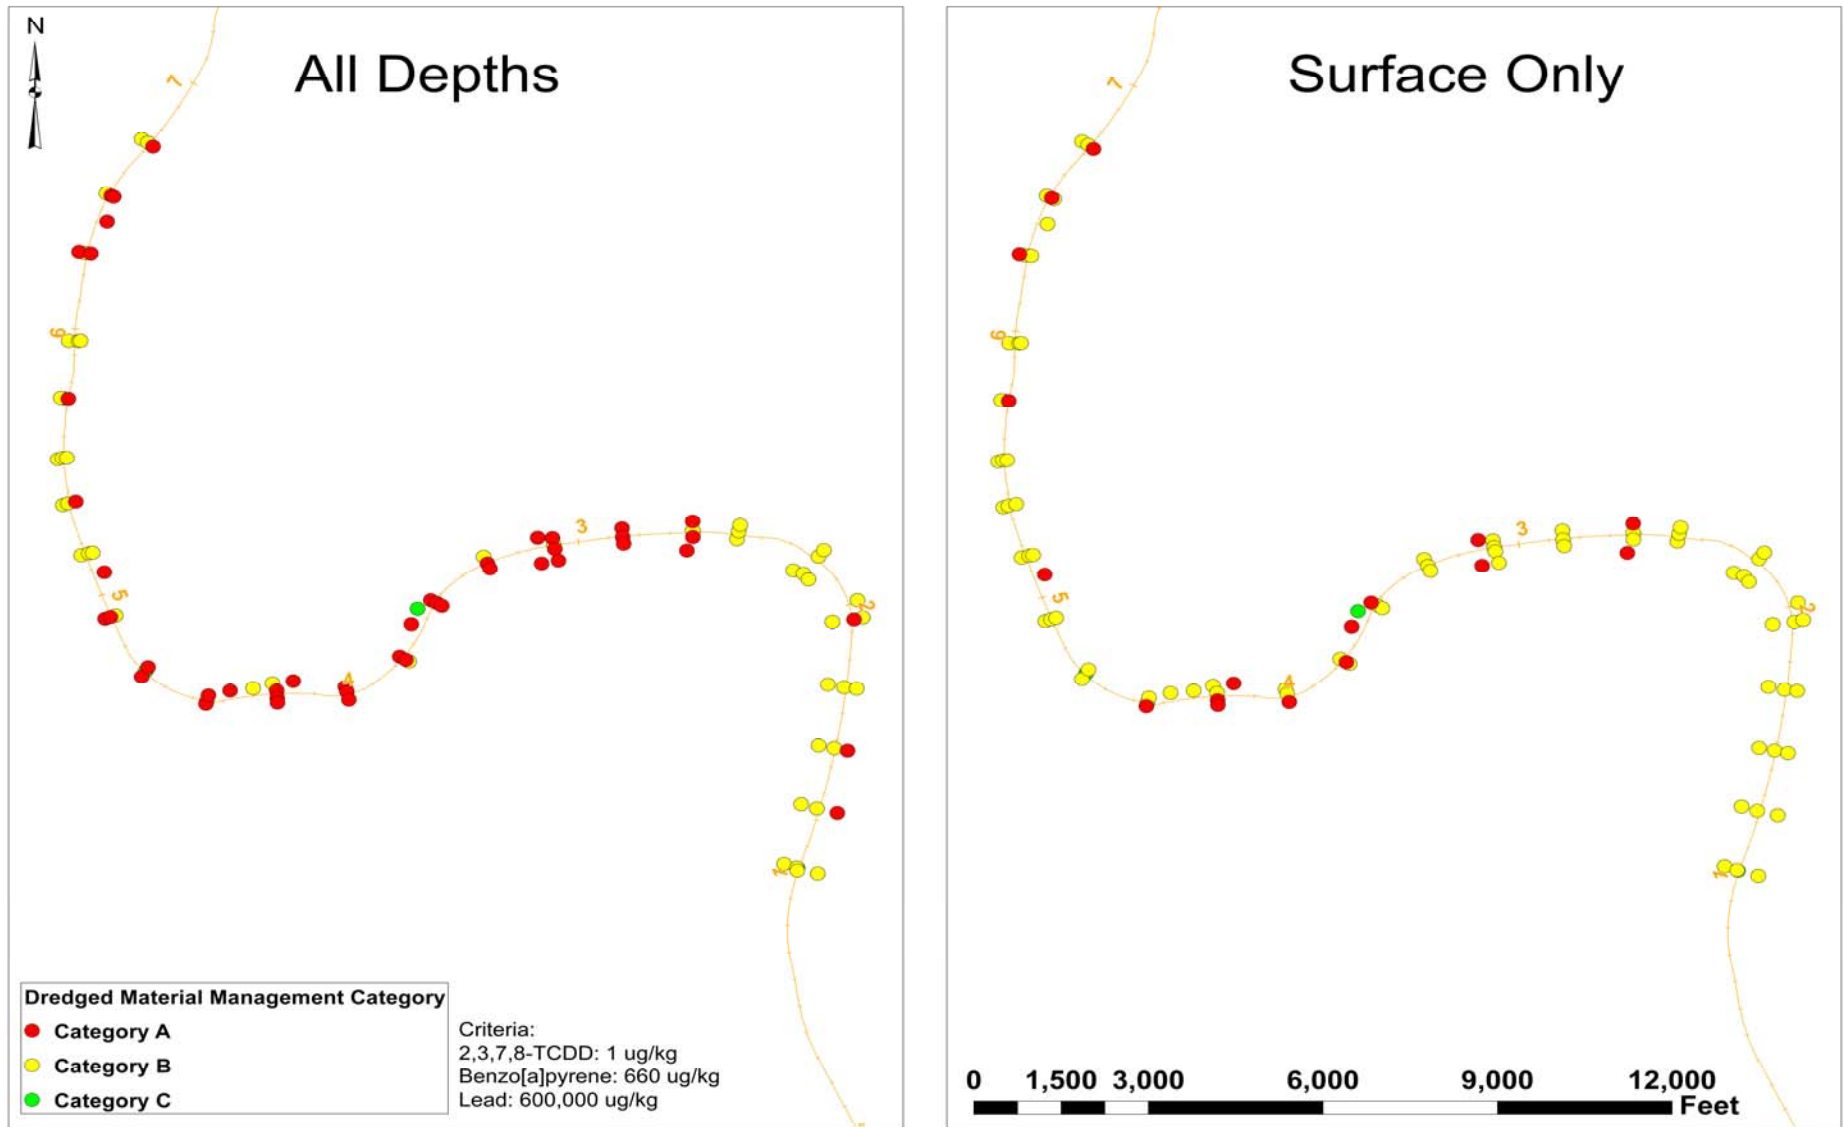 N
All Depths
7
6
5
4
3
2
1
Dredged Material Management Category
Category A
Category B
Category C
Criteria:
2,3,7,8-TCDD: 1 ug/kg
Benzo[a]pyrene: 660 ug/kg
Lead: 600,000 ug/kg
Surface Only
7
6
5
4
3
2
1
0 1,500 3,000 6,000 9,000 12,000
Feet